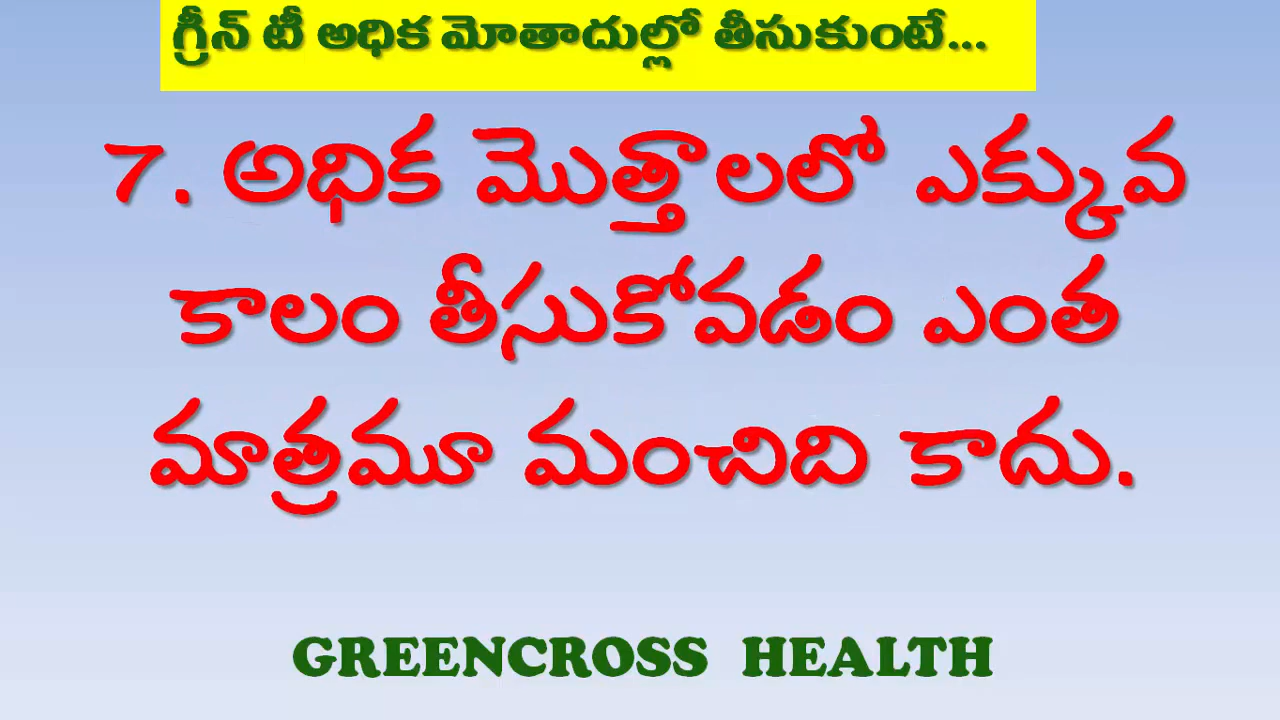 గ్రీన్ టీ అధిక మోతాదుల్లో తీసుకుంటే...
7. అధిక మొత్తాలలో ఎక్కువ
కాలం తీసుకోవడం ఎంత
మాత్రమూ మంచిది కాదు.
GREENCROSS HEALTH